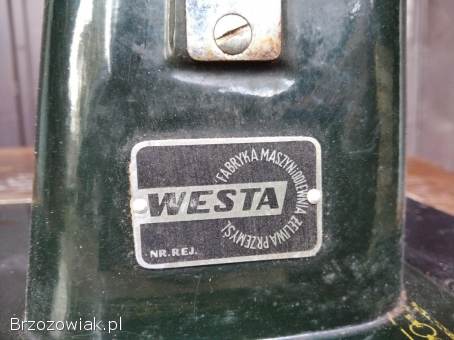 FABRYKA MASZYN I ODLEWNIA ŻELIWA PRZEMYŚL
WESTA
NR. REJ.
Brzozowiak.pl